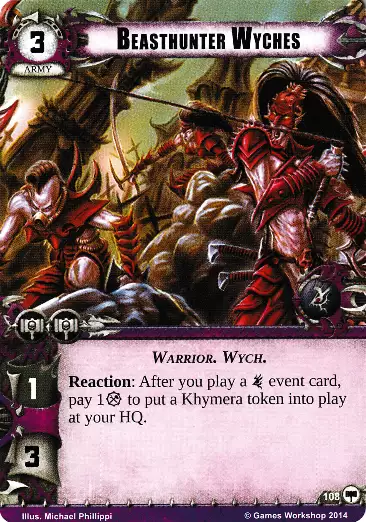 3
ARMY
BEASTHUNTER WYCHES
WARRIOR. WYCH.
Reaction: After you play a event card,
pay 1 to put a Khymera token into play
at your HQ.
1
3
108
Illus. Michael Phillippi
© Games Workshop 2014